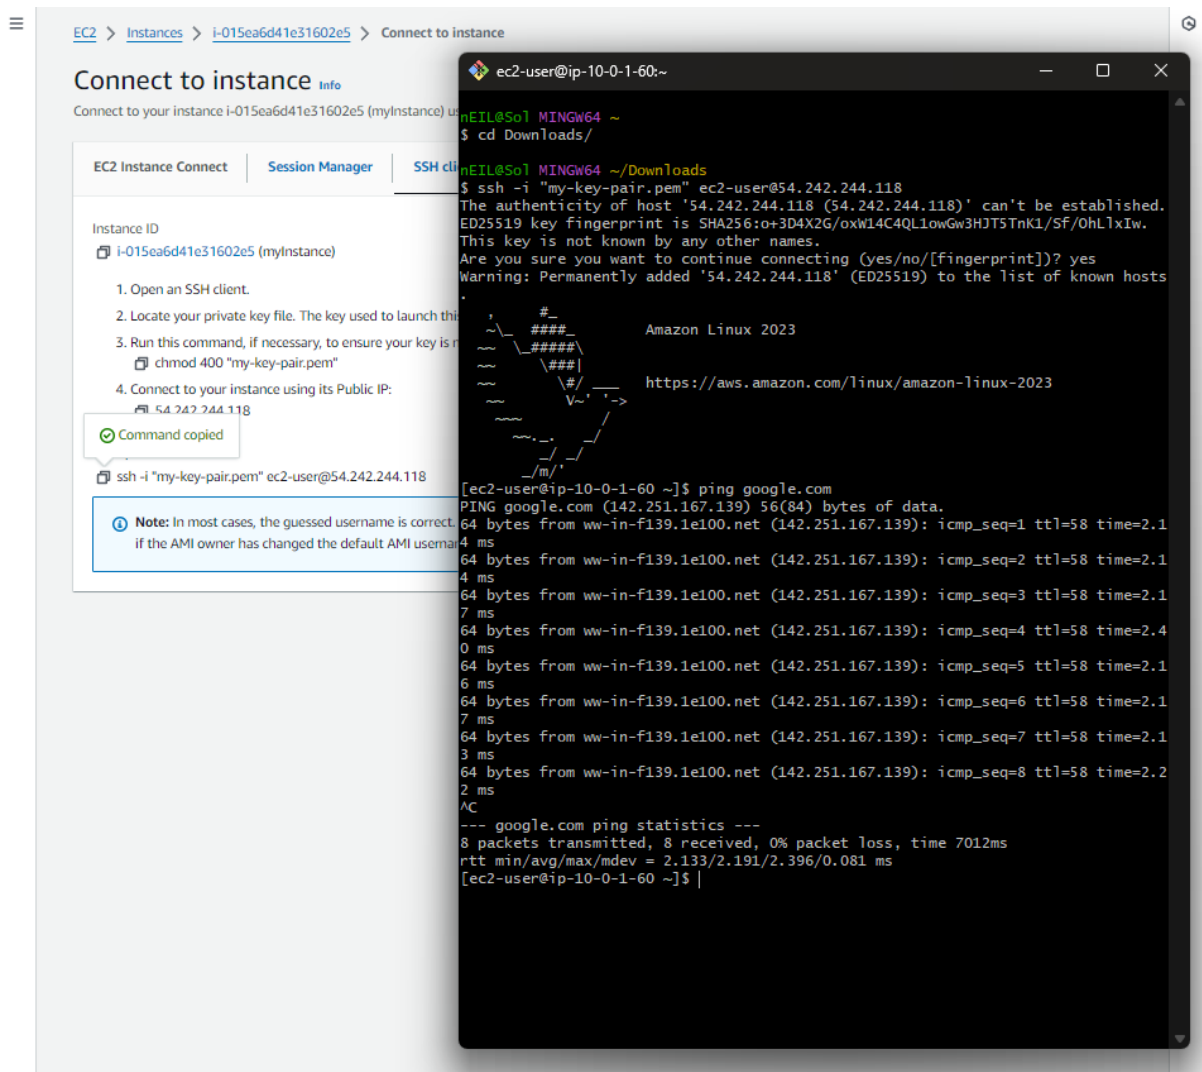 EC2 > Instances > i-015ea6d41e31602e5 > Connect to instance
Connect to instance Info
Connect to your instance i-015ea6d41e31602e5 (myInstance)
EC2 Instance Connect
Session Manager
SSH
Instance ID
i-015ea6d41e31602e5 (myInstance)
1. Open an SSH client.
2. Locate your private key file. The key used to launch
3. Run this command, if necessary, to ensure your key is
chmod 400 "my-key-pair.pem"
4. Connect to your instance using its Public IP:
54.242.244.118
Command copied
ssh -i "my-key-pair.pem" ec2-user@54.242.244.118
Note: In most cases, the guessed username is correct.
if the AMI owner has changed the default AMI
ec2-user@ip-10-0-1-60:~
nEIL@Sol MINGW64 ~
$ cd Downloads/
nEIL@Sol MINGW64 ~/Downloads
$ ssh -i "my-key-pair.pem" ec2-user@54.242.244.118
The authenticity of host '54.242.244.118 (54.242.244.118)' can't be established.
ED25519 key fingerprint is SHA256:o+3D4X2G/oxW14C4QL1owGw3HJT5TnK1/Sf/OhLlxIw.
This key is not known by any other names.
Are you sure you want to continue connecting (yes/no/[fingerprint])? yes
Warning: Permanently added '54.242.244.118' (ED25519) to the list of known hosts
.
   ,     #_
   ~\_  ####_        Amazon Linux 2023
  ~~  \_#####\
  ~~     \###|
  ~~       \#/ ___   https://aws.amazon.com/linux/amazon-linux-2023
   ~~       V~' '->
    ~~~         /
      ~~._.   _/
         _/ _/
       _/m/'
[ec2-user@ip-10-0-1-60 ~]$ ping google.com
PING google.com (142.251.167.139) 56(84) bytes of data.
64 bytes from ww-in-f139.1e100.net (142.251.167.139): icmp_seq=1 ttl=58 time=2.1
4 ms
64 bytes from ww-in-f139.1e100.net (142.251.167.139): icmp_seq=2 ttl=58 time=2.1
4 ms
64 bytes from ww-in-f139.1e100.net (142.251.167.139): icmp_seq=3 ttl=58 time=2.1
7 ms
64 bytes from ww-in-f139.1e100.net (142.251.167.139): icmp_seq=4 ttl=58 time=2.4
0 ms
64 bytes from ww-in-f139.1e100.net (142.251.167.139): icmp_seq=5 ttl=58 time=2.1
6 ms
64 bytes from ww-in-f139.1e100.net (142.251.167.139): icmp_seq=6 ttl=58 time=2.1
7 ms
64 bytes from ww-in-f139.1e100.net (142.251.167.139): icmp_seq=7 ttl=58 time=2.1
3 ms
64 bytes from ww-in-f139.1e100.net (142.251.167.139): icmp_seq=8 ttl=58 time=2.2
2 ms
^C
--- google.com ping statistics ---
8 packets transmitted, 8 received, 0% packet loss, time 7012ms
rtt min/avg/max/mdev = 2.133/2.191/2.396/0.081 ms
[ec2-user@ip-10-0-1-60 ~]$